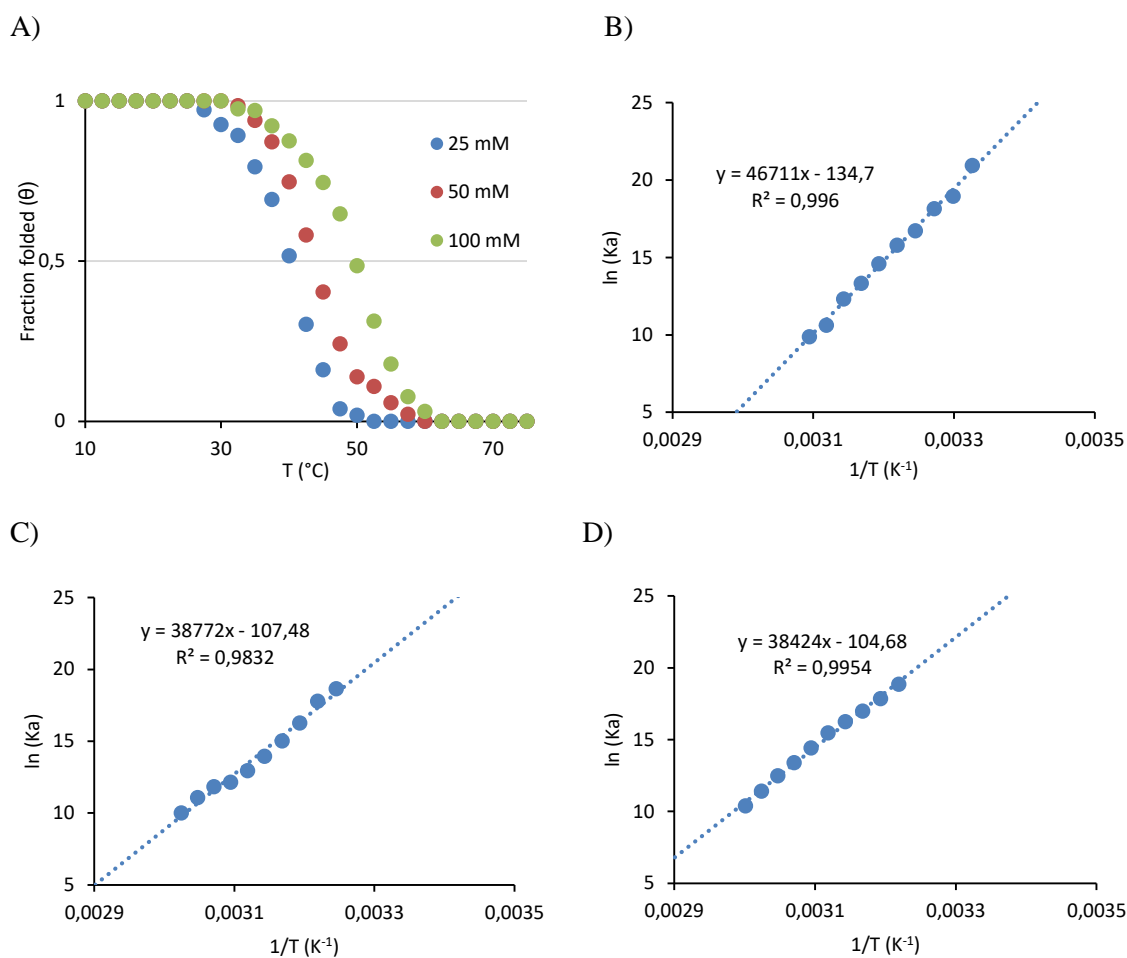 A)
1
0,5
0
10
30
50
70
Fraction folded (θ)
T (°C)
25 mM
50 mM
100 mM
B)
25
20
15
10
5
0,0029
0,0031
0,0033
0,0035
ln (Ka)
1/T (K⁻¹)
y = 46711x - 134,7
R² = 0,996
C)
25
20
15
10
5
0,0029
0,0031
0,0033
0,0035
ln (Ka)
1/T (K⁻¹)
y = 38772x - 107,48
R² = 0,9832
D)
25
20
15
10
5
0,0029
0,0031
0,0033
0,0035
ln (Ka)
1/T (K⁻¹)
y = 38424x - 104,68
R² = 0,9954